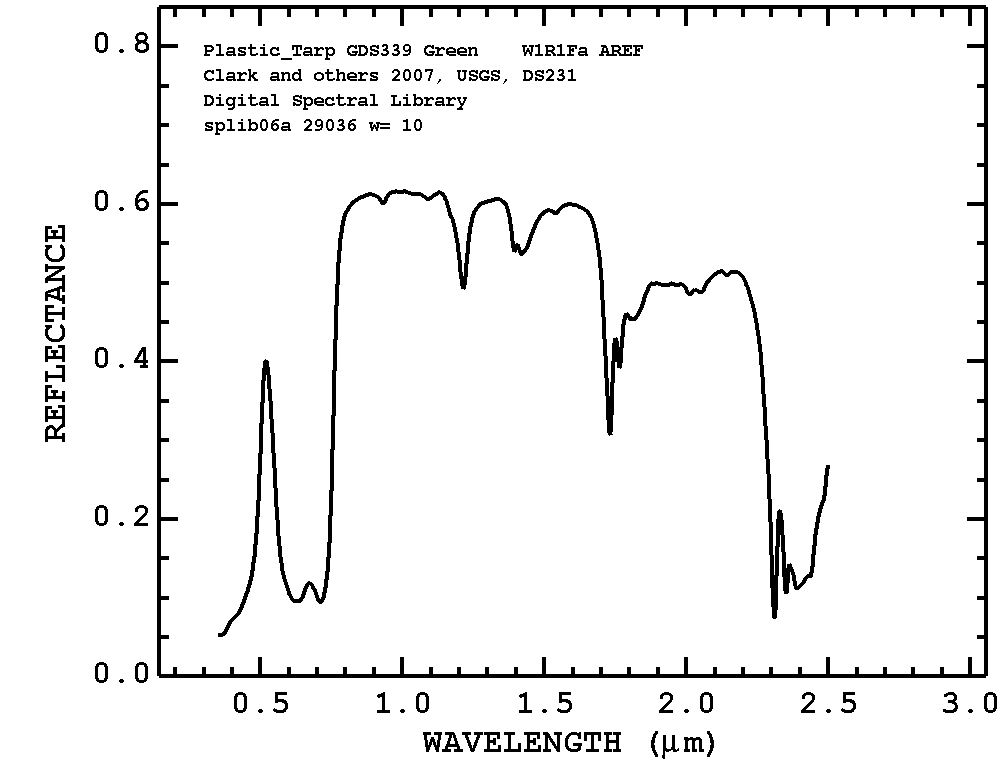 Plastic_Tarp GDS339 Green W1R1Fa AREF
Clark and others 2007, USGS, DS231
Digital Spectral Library
splib06a 29036 w= 10
0.8
0.6
0.4
0.2
0.0
REFLECTANCE
0.5 1.0 1.5 2.0 2.5 3.0
WAVELENGTH (μm)